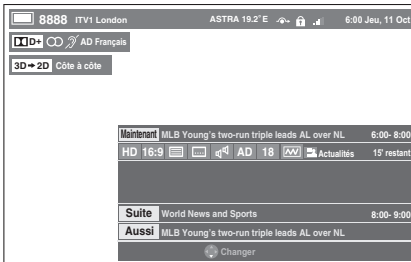 8888 ITV1 London ASTRA 19.2°E 6:00 Jeu, 11 Oct
DD+ AD Français
3D➔2D Côte à côte
Maintenant MLB Young's two-run triple leads AL over NL 6:00- 8:00
HD 16:9 AD 18 Actualités 15' restant
Suite World News and Sports 8:00- 9:00
Aussi MLB Young's two-run triple leads AL over NL
Changer